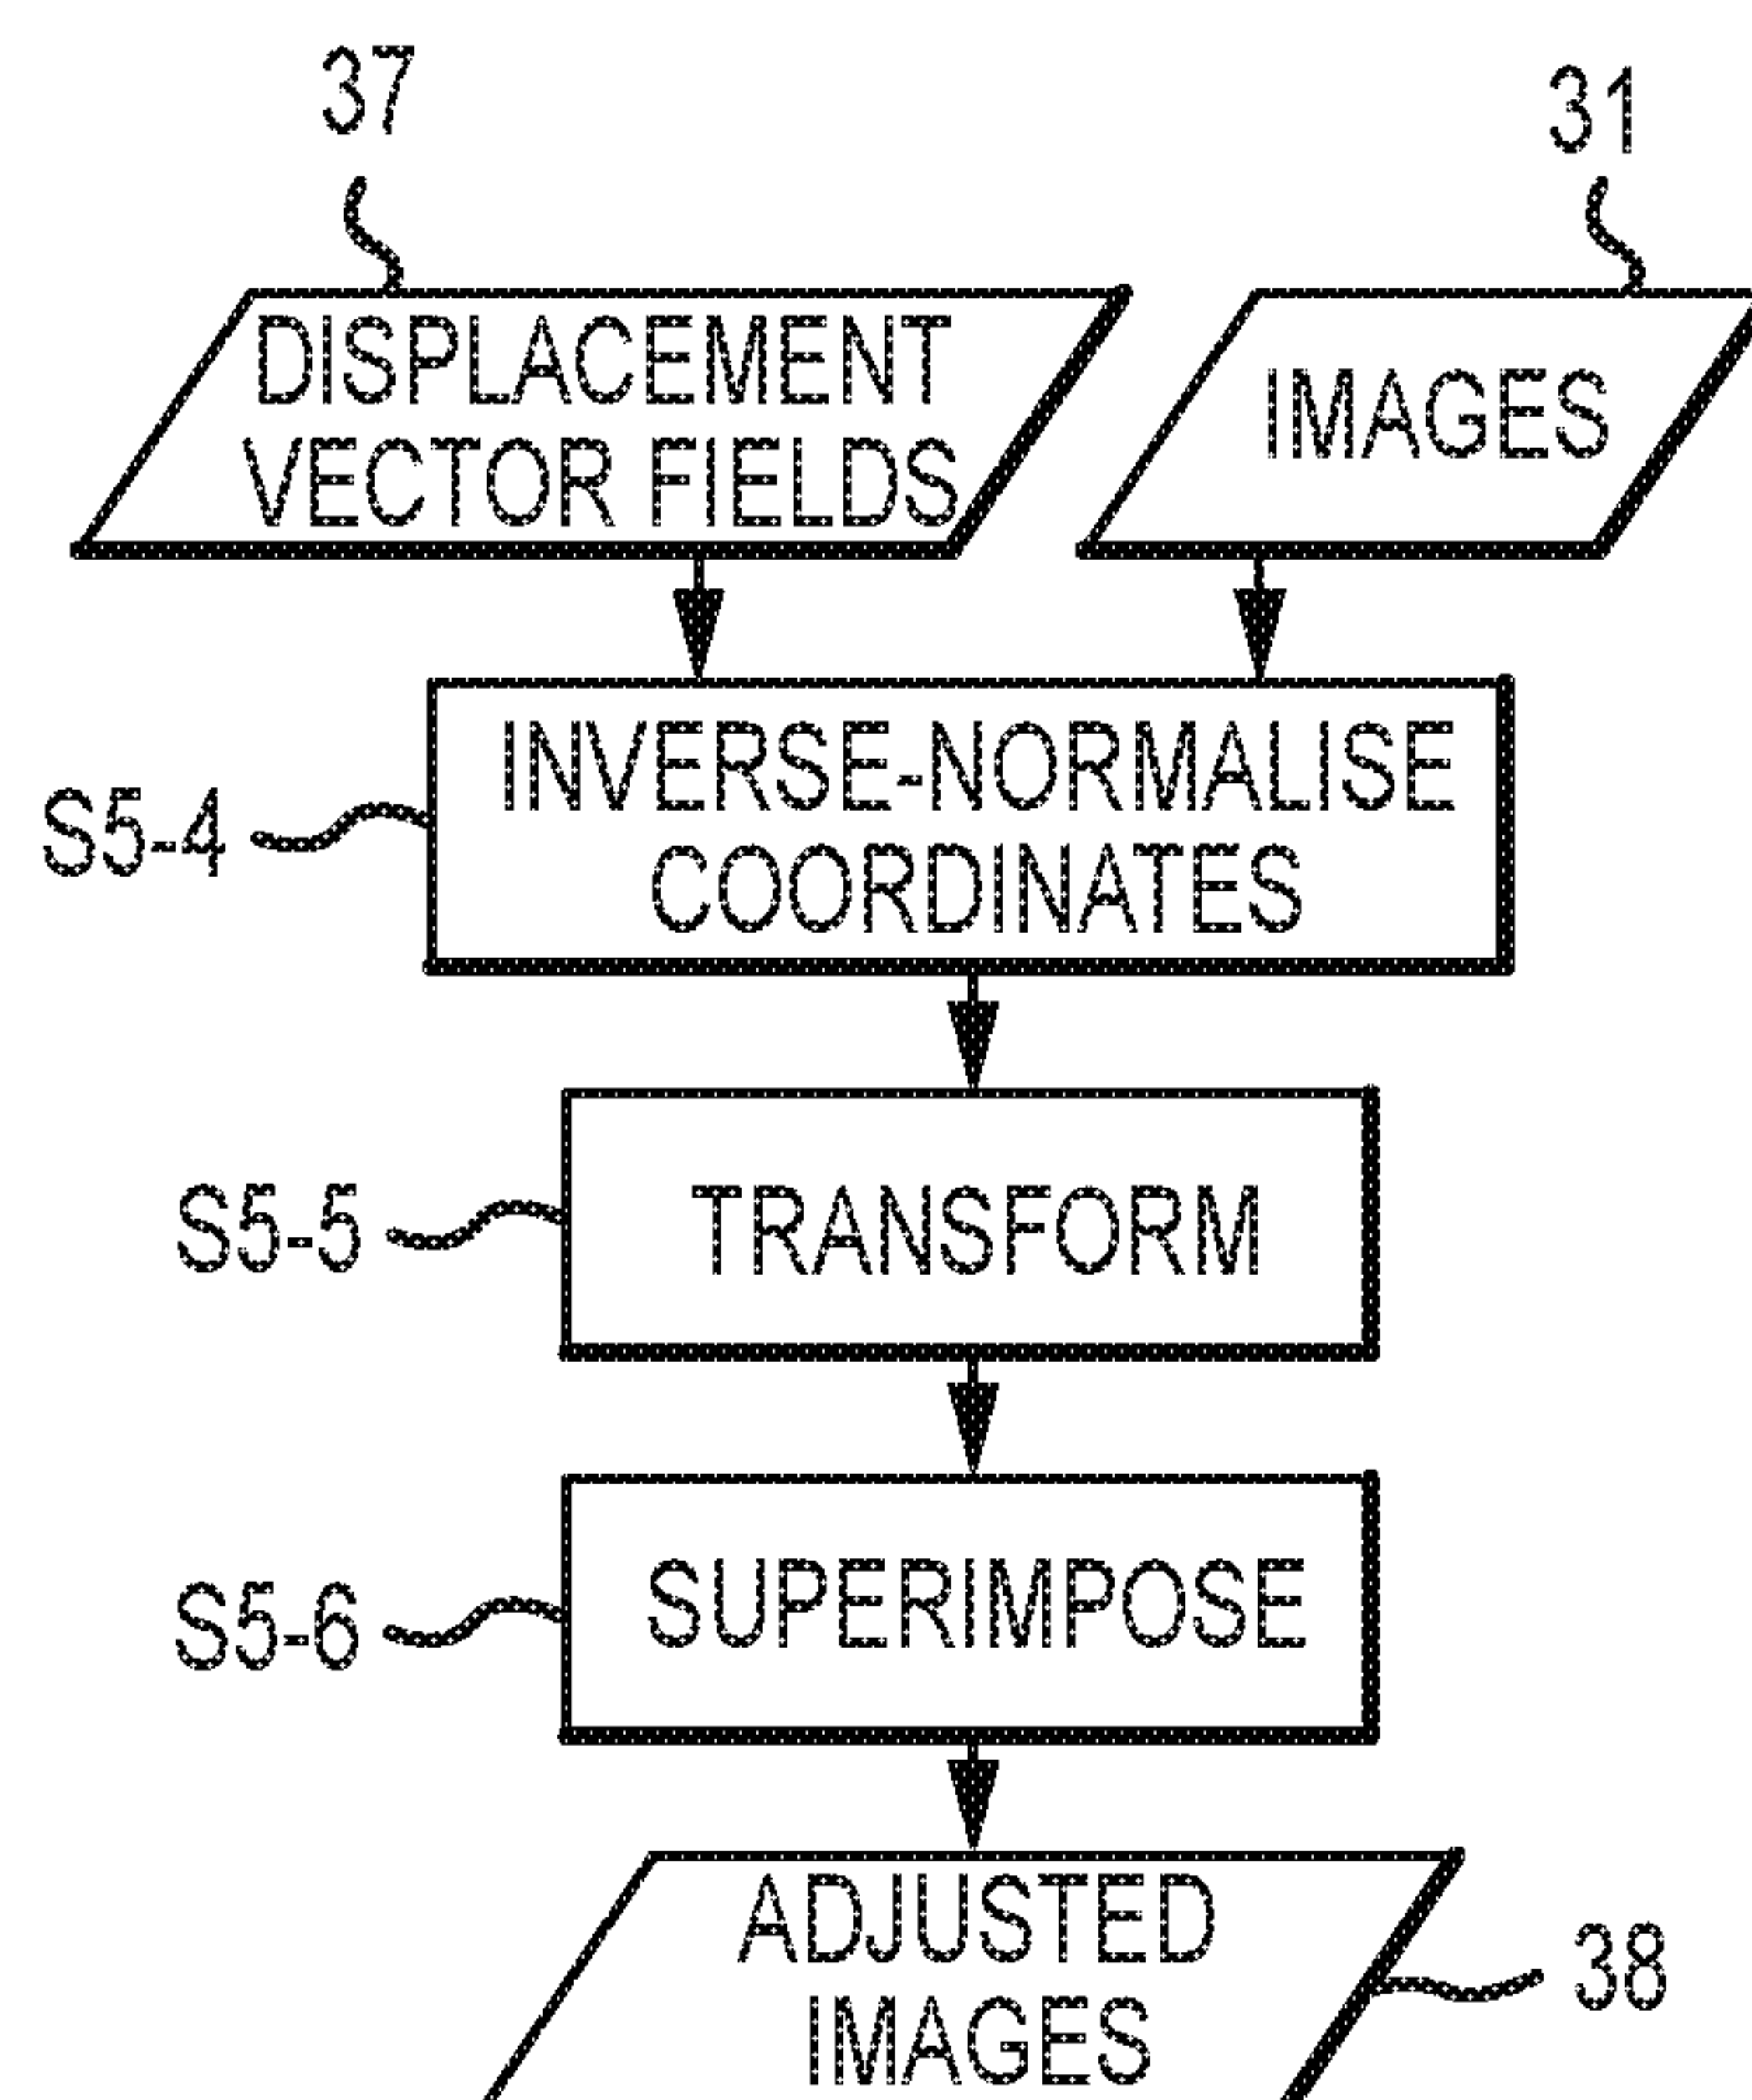 37
31
DISPLACEMENT
VECTOR FIELDS
IMAGES
INVERSE-NORMALISE
COORDINATES
S5-4
TRANSFORM
S5-5
SUPERIMPOSE
S5-6
ADJUSTED
IMAGES
38